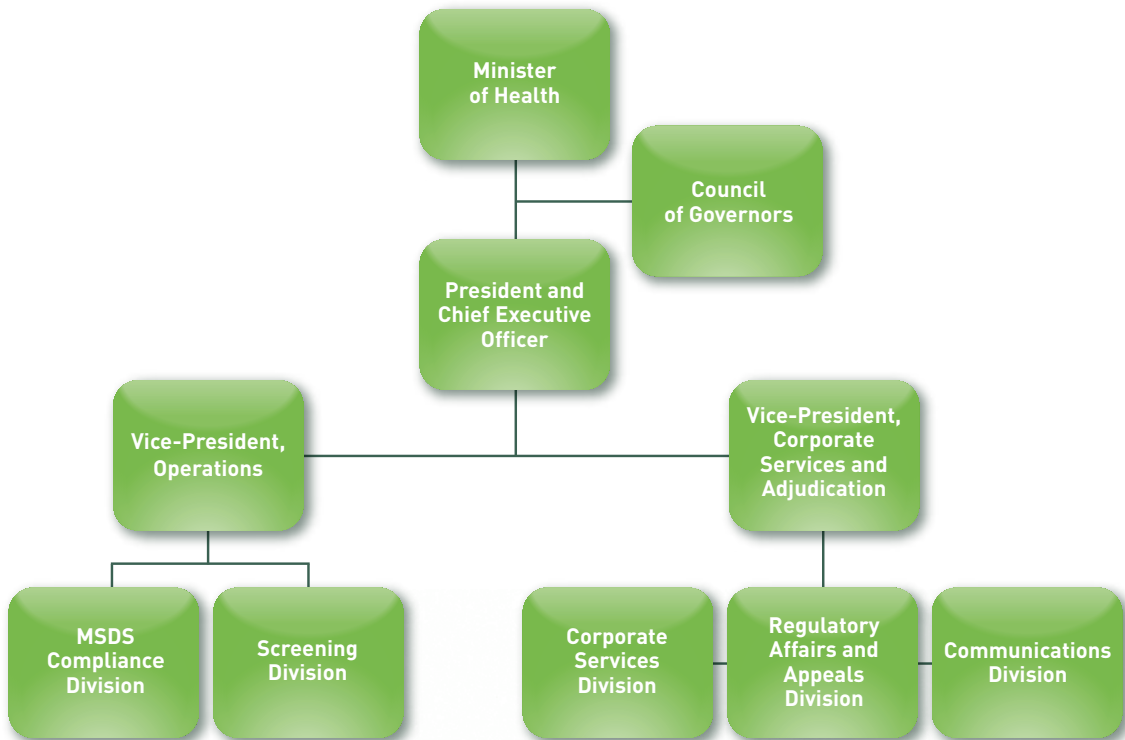 Minister
of Health
Council
of Governors
President and
Chief Executive
Officer
Vice-President,
Operations
Vice-President,
Corporate
Services and
Adjudication
MSDS
Compliance
Division
Screening
Division
Corporate
Services
Division
Regulatory
Affairs and
Appeals
Division
Communications
Division